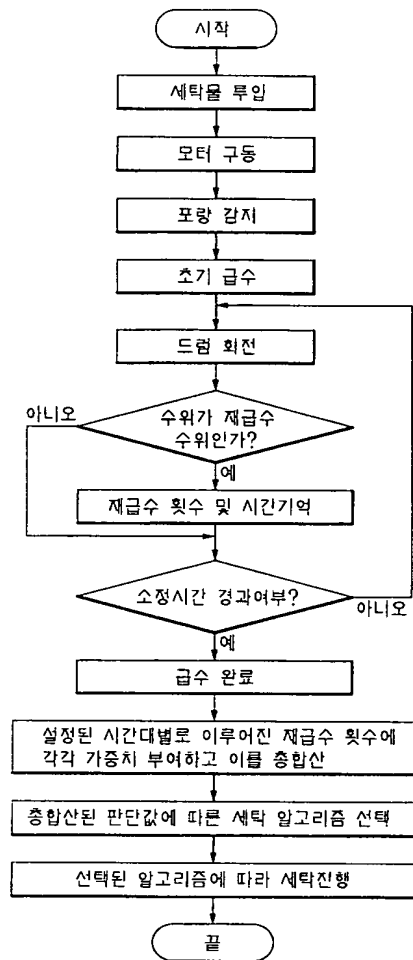 시작
세탁물 투입
모터 구동
포량 감지
초기 급수
드럼 회전
수위가 재급수
수위인가?
아니오
예
재급수 횟수 및 시간기억
소정시간 경과여부?
아니오
예
급수 완료
설정된 시간대별로 이루어진 재급수 횟수에
각각 가중치 부여하고 이를 총합산
총합산된 판단값에 따른 세탁 알고리즘 선택
선택된 알고리즘에 따라 세탁진행
끝